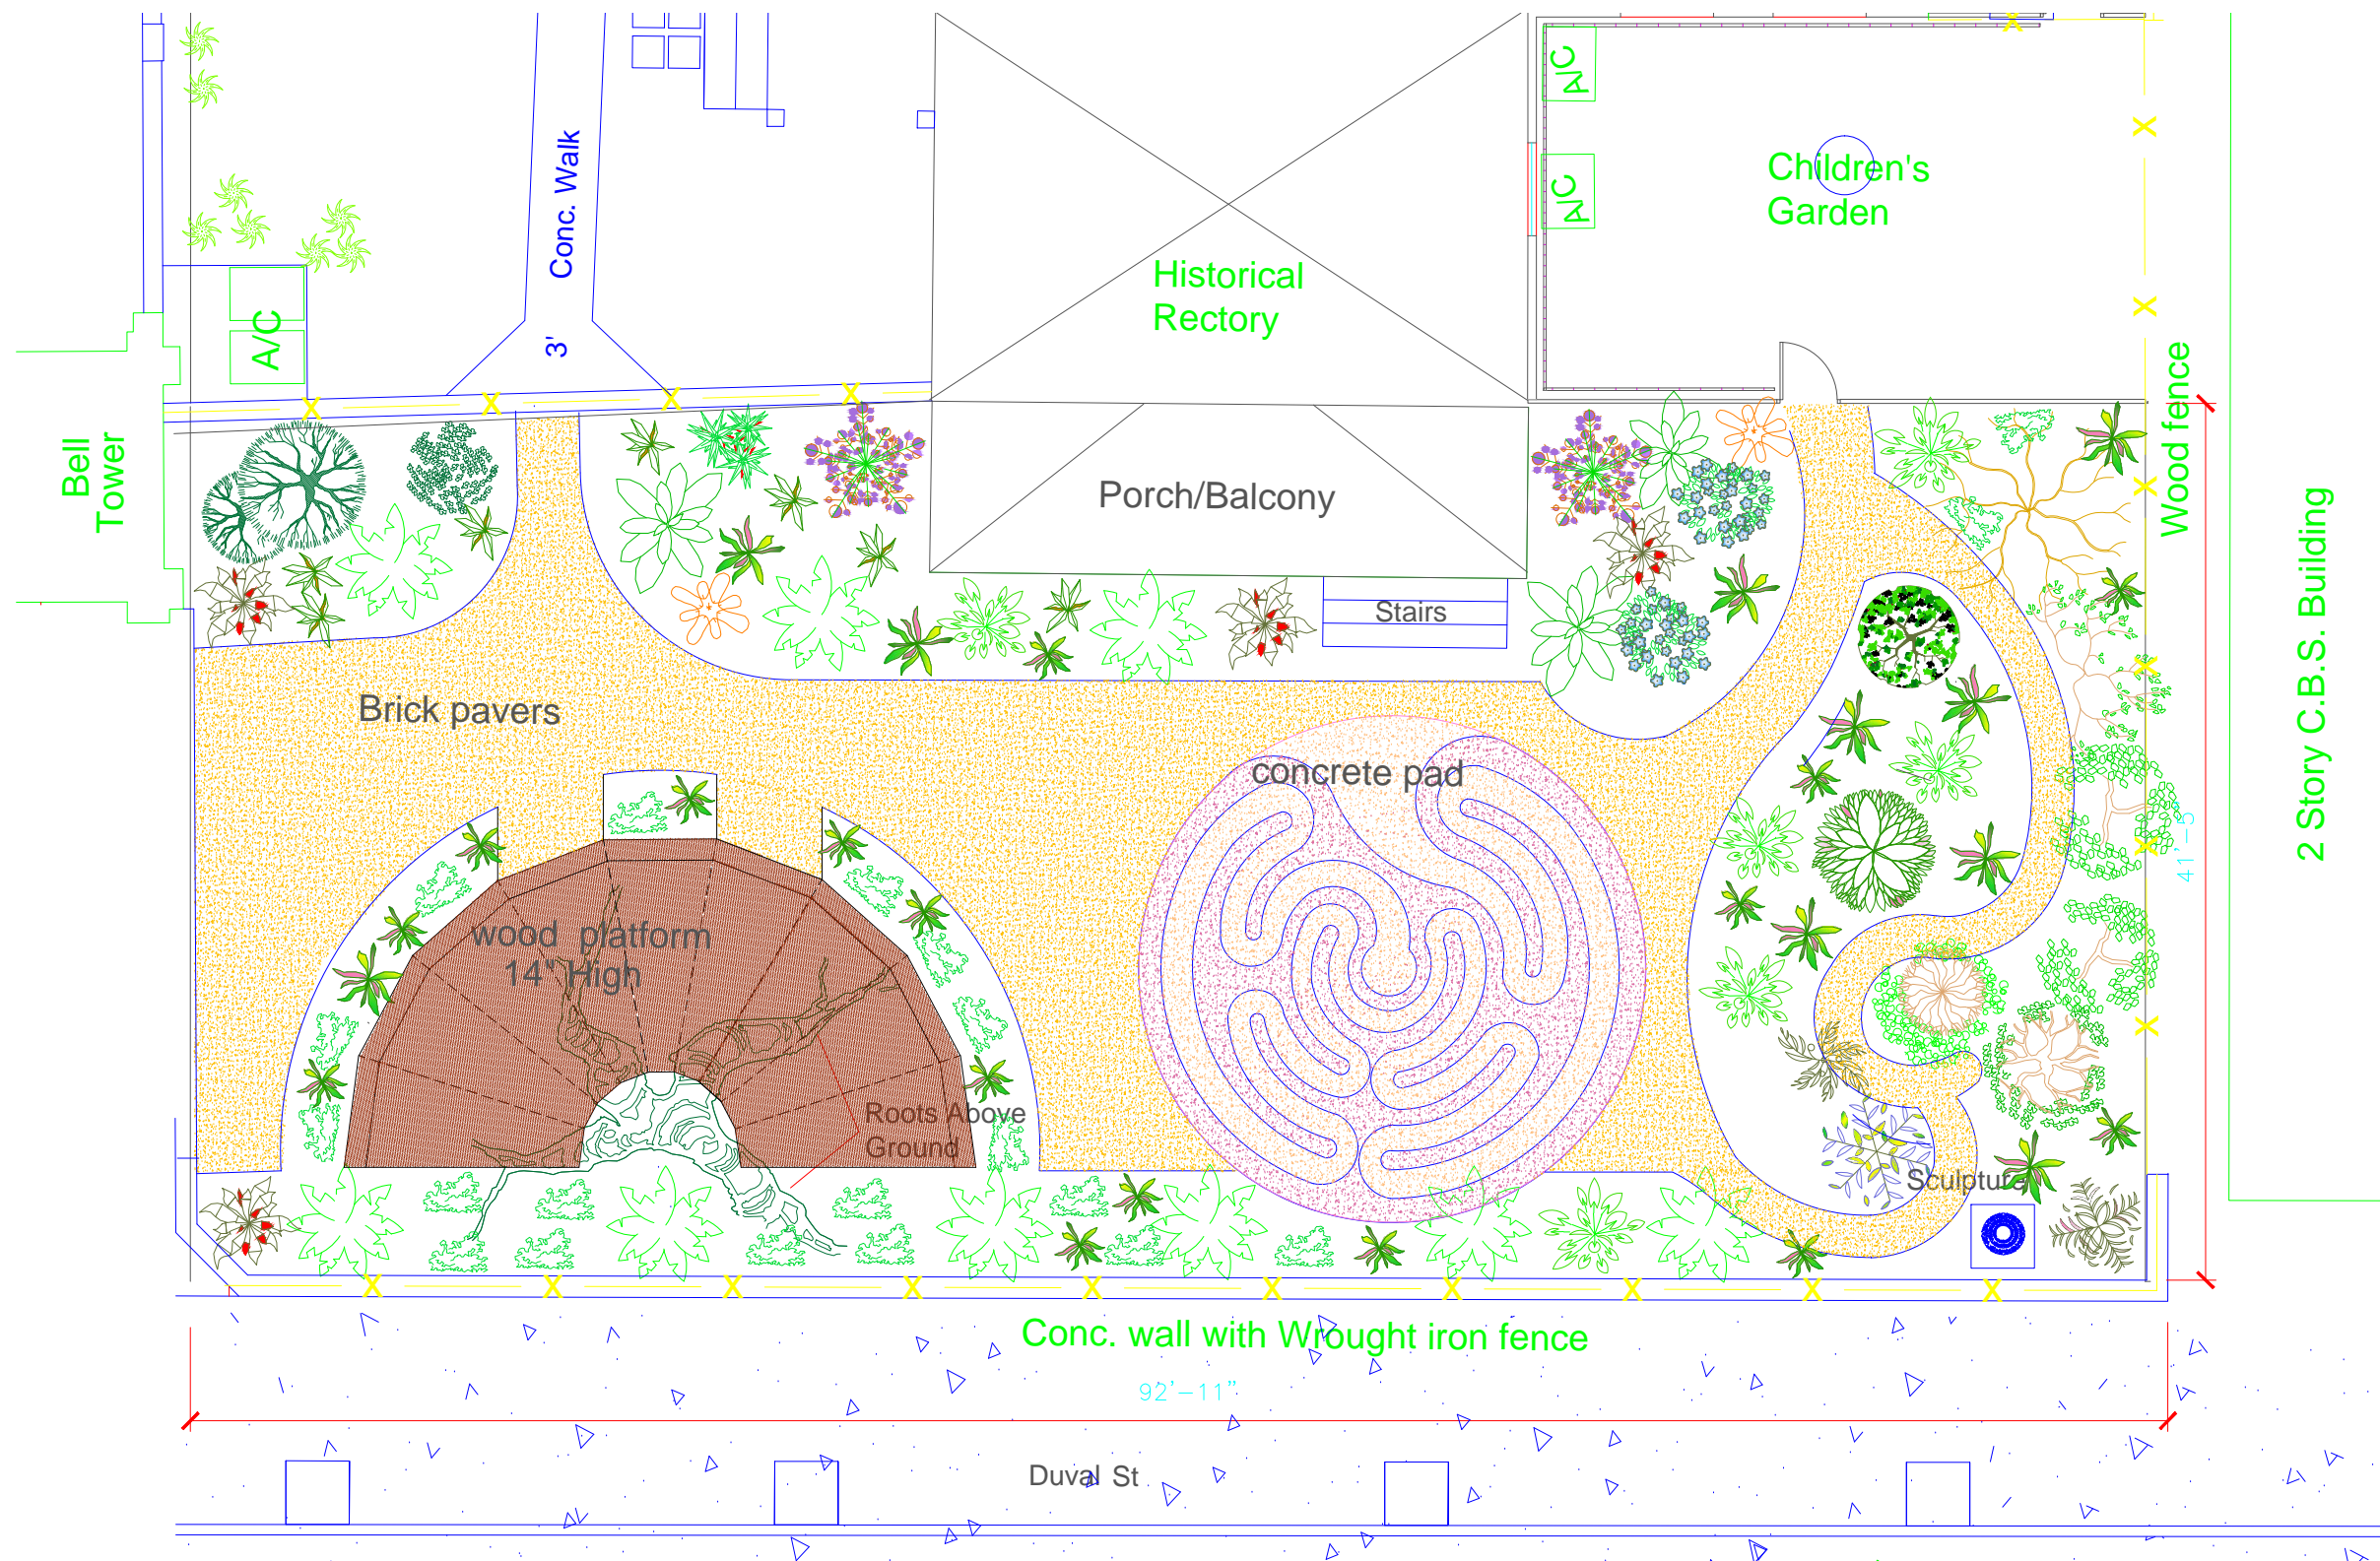 A/C
Conc. Walk
3'
A/C
A/C
Children's
Garden
Historical
Rectory
A/C
Bell
Tower
Porch/Balcony
Stairs
Wood fence
2 Story C.B.S. Building
Brick pavers
concrete pad
41'-5"
wood platform
14" High
Roots Above
Ground
Sculpture
Conc. wall with Wrought iron fence
92'-11"
Duval St